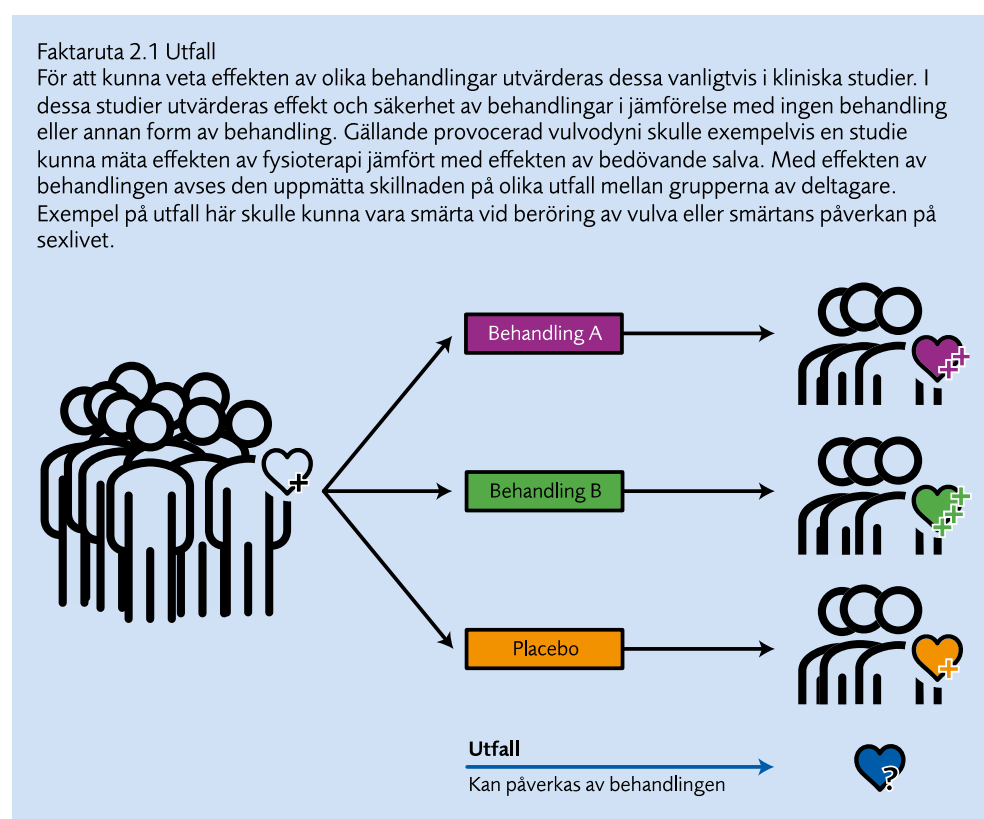 Faktaruta 2.1 Utfall
För att kunna veta effekten av olika behandlingar utvärderas dessa vanligtvis i kliniska studier. I
dessa studier utvärderas effekt och säkerhet av behandlingar i jämförelse med ingen behandling
eller annan form av behandling. Gällande provocerad vulvodyni skulle exempelvis en studie
kunna mäta effekten av fysioterapi jämfört med effekten av bedövande salva. Med effekten av
behandlingen avses den uppmätta skillnaden på olika utfall mellan grupperna av deltagare.
Exempel på utfall här skulle kunna vara smärta vid beröring av vulva eller smärtans påverkan på
sexlivet.
Behandling A
Behandling B
Placebo
Utfall
Kan påverkas av behandlingen
?